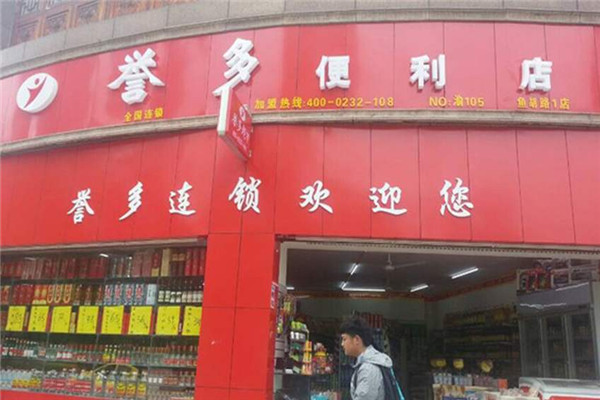 誉多便利店
全国连锁
加盟热线:400-0232-108
NO:渝105
鱼胡路1店
誉多连锁欢迎您